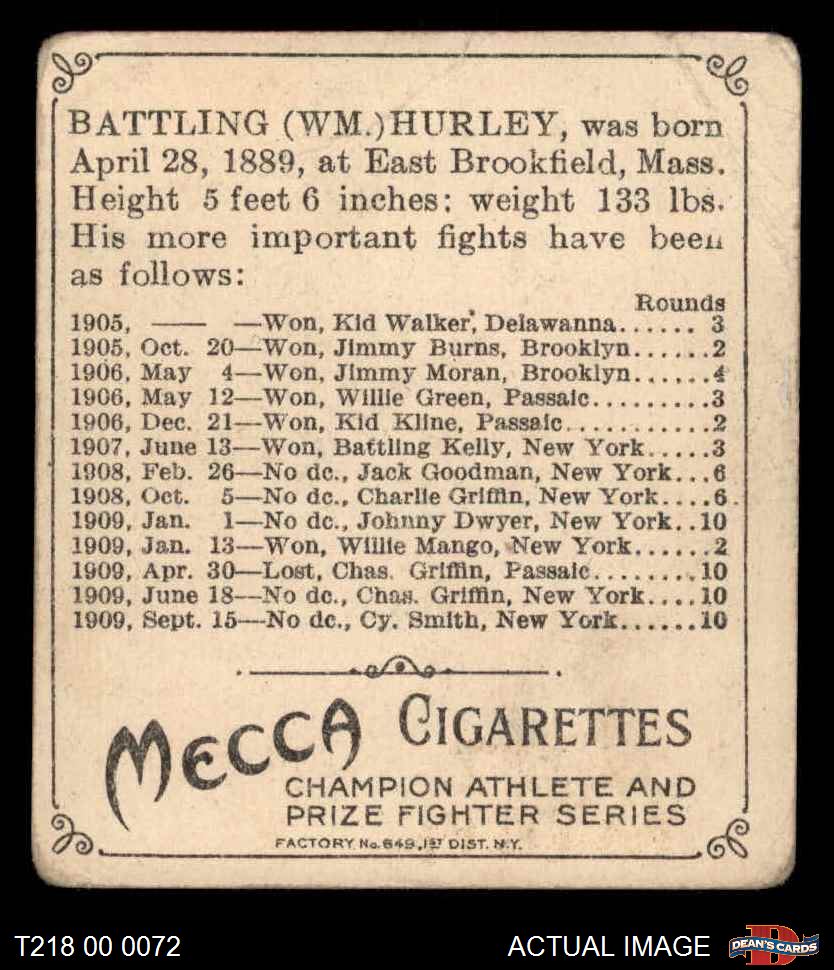 BATTLING (WM.) HURLEY, was born
April 28, 1889, at East Brookfield, Mass.
Height 5 feet 6 inches: weight 133 lbs.
His more important fights have been
as follows:
Rounds
1905, —— —Won, Kid Walker, Delawanna...... 3
1905, Oct. 20—Won, Jimmy Burns, Brooklyn......2
1906, May 4—Won, Jimmy Moran, Brooklyn......4
1906, May 12—Won, Willie Green, Passaic.........3
1906, Dec. 21—Won, Kid Kline, Passaic...........2
1907, June 13—Won, Battling Kelly, New York.....3
1908, Feb. 26—No dc., Jack Goodman, New York...6
1908, Oct. 5—No dc., Charlie Griffin, New York....6
1909, Jan. 1—No dc., Johnny Dwyer, New York..10
1909, Jan. 13—Won, Willie Mango, New York......2
1909, Apr. 30—Lost, Chas. Griffin, Passaic........10
1909, June 18—No dc., Chas. Griffin, New York....10
1909, Sept. 15—No dc., Cy. Smith, New York......10
MECCA CIGARETTES
CHAMPION ATHLETE AND
PRIZE FIGHTER SERIES
FACTORY No. 649, 1ST DIST. N.Y.
T218 00 0072 ACTUAL IMAGE DEAN'S CARDS